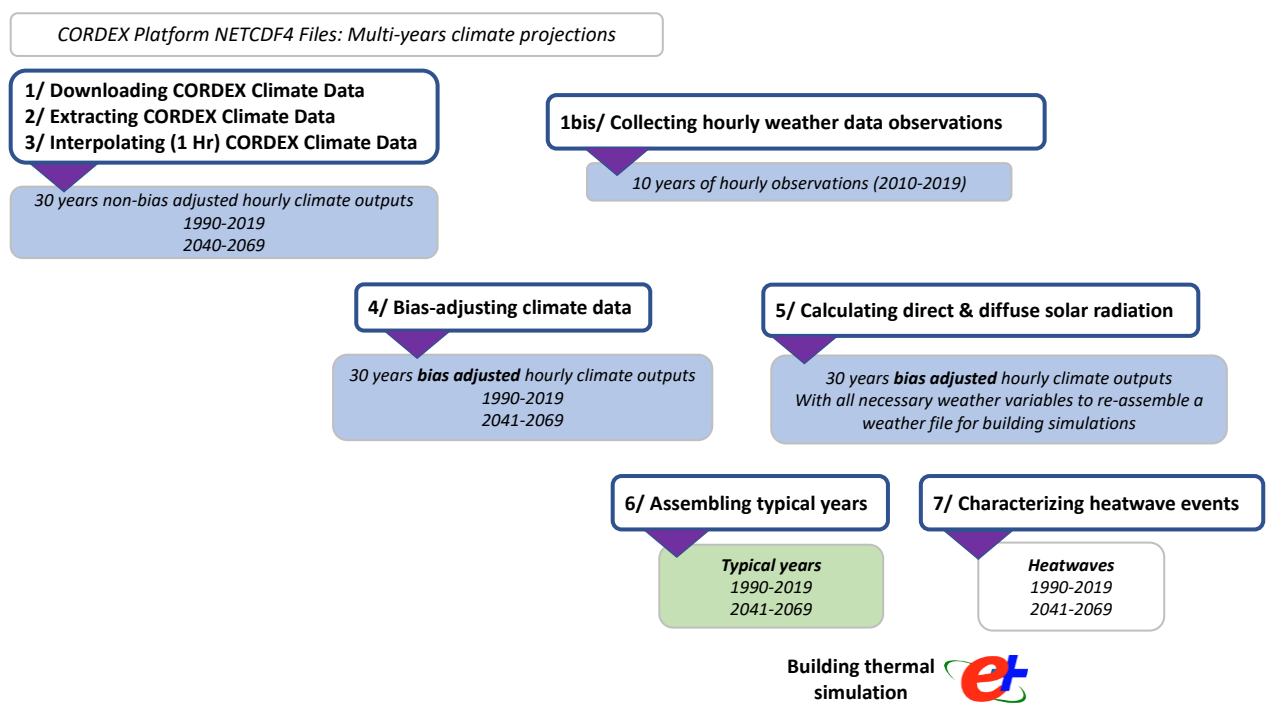 CORDEX Platform NETCDF4 Files: Multi-years climate projections
1/ Downloading CORDEX Climate Data
2/ Extracting CORDEX Climate Data
3/ Interpolating (1 Hr) CORDEX Climate Data
30 years non-bias adjusted hourly climate outputs
1990-2019
2040-2069
1bis/ Collecting hourly weather data observations
10 years of hourly observations (2010-2019)
4/ Bias-adjusting climate data
30 years bias adjusted hourly climate outputs
1990-2019
2041-2069
5/ Calculating direct & diffuse solar radiation
30 years bias adjusted hourly climate outputs
With all necessary weather variables to re-assemble a
weather file for building simulations
6/ Assembling typical years
Typical years
1990-2019
2041-2069
7/ Characterizing heatwave events
Heatwaves
1990-2019
2041-2069
Building thermal
simulation
e+